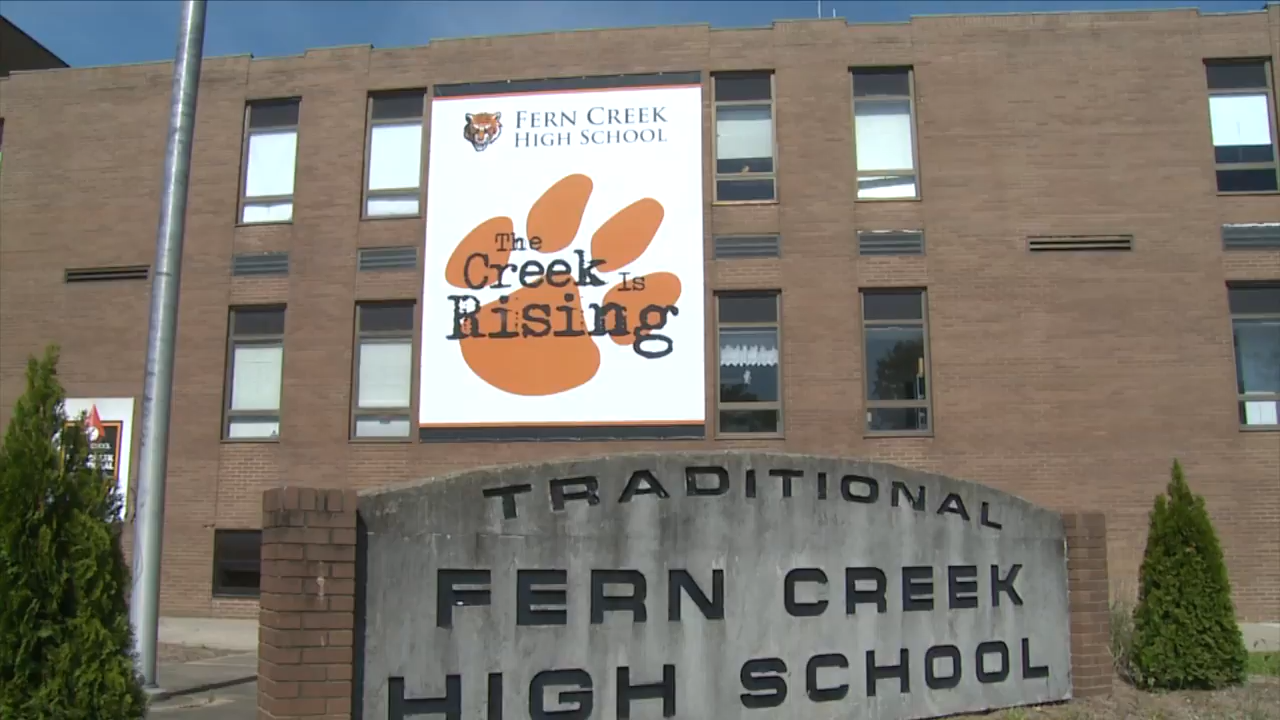 FERN CREEK
HIGH SCHOOL
The
Creek Is
Rising
TRADITIONAL
FERN CREEK
HIGH SCHOOL